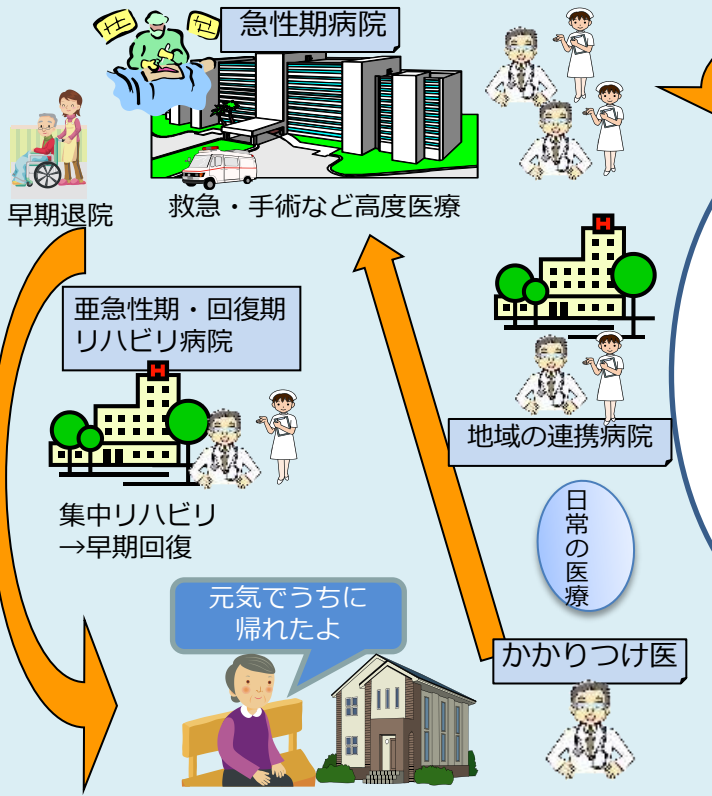 急性期病院
救急・手術など高度医療
早期退院
亜急性期・回復期
リハビリ病院
集中リハビリ
→早期回復
地域の連携病院
日常の医療
かかりつけ医
元気でうちに
帰れたよ
H
H